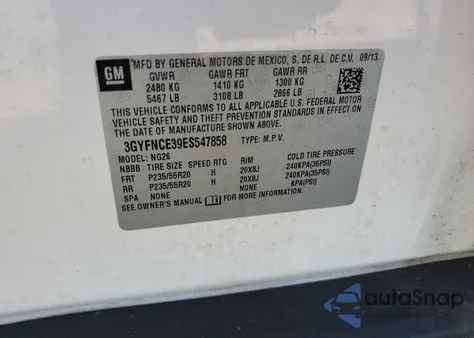 GM
MFD BY GENERAL MOTORS DE MEXICO, S. DE R.L. DE C.V. 09/13
GVWR GAWR FRT GAWR RR
2480 KG 1410 KG 1300 KG
5467 LB 3108 LB 2866 LB
THIS VEHICLE CONFORMS TO ALL APPLICABLE U.S. FEDERAL MOTOR
VEHICLE SAFETY, BUMPER, AND THEFT PREVENTION STANDARDS IN
EFFECT ON THE DATE OF MANUFACTURE SHOWN ABOVE.
3GYFNCE39ES547858 TYPE: M.P.V.
MODEL: NG26
NBBB TIRE SIZE SPEED RTG RIM COLD TIRE PRESSURE
FRT P235/55R20 H 20X8J 240KPA(35PSI)
RR P235/55R20 H 20X8J 240KPA(35PSI)
SPA NONE NONE KPA(PSI)
SEE OWNER'S MANUAL FOR MORE INFORMATION.
autoSnap